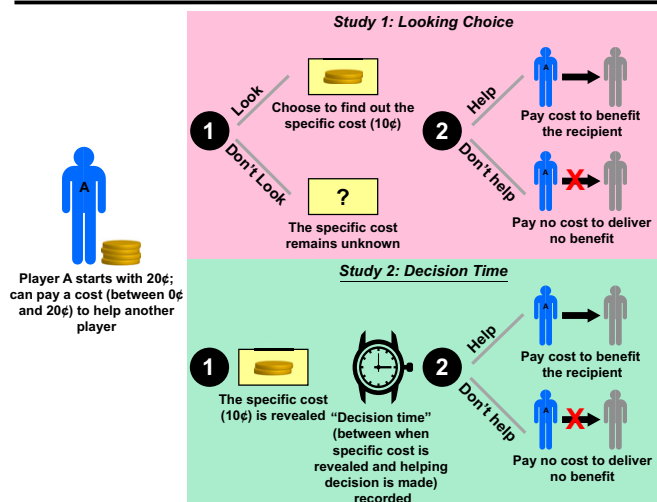 Study 1: Looking Choice
Look
Don't Look
1
Choose to find out the
specific cost (10¢)
?
The specific cost
remains unknown
2
Help
Don't help
A
Pay cost to benefit
the recipient
A
X
Pay no cost to deliver
no benefit
A
Player A starts with 20¢;
can pay a cost (between 0¢
and 20¢) to help another
player
Study 2: Decision Time
1
The specific cost
(10¢) is revealed
“Decision time”
(between when
specific cost is
revealed and helping
decision is made)
recorded
2
Help
Don't help
A
Pay cost to benefit
the recipient
A
X
Pay no cost to deliver
no benefit